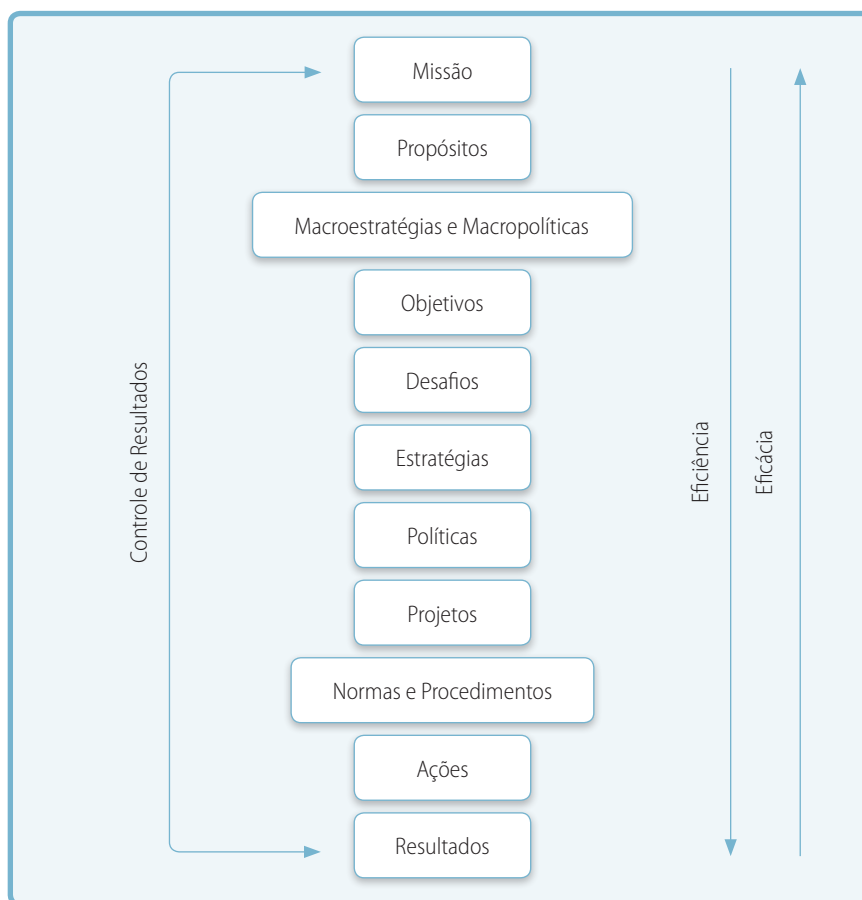 Missão
Propósitos
Macroestratégias e Macropolíticas
Objetivos
Desafios
Estratégias
Políticas
Projetos
Normas e Procedimentos
Ações
Resultados
Controle de Resultados
Eficiência
Eficácia